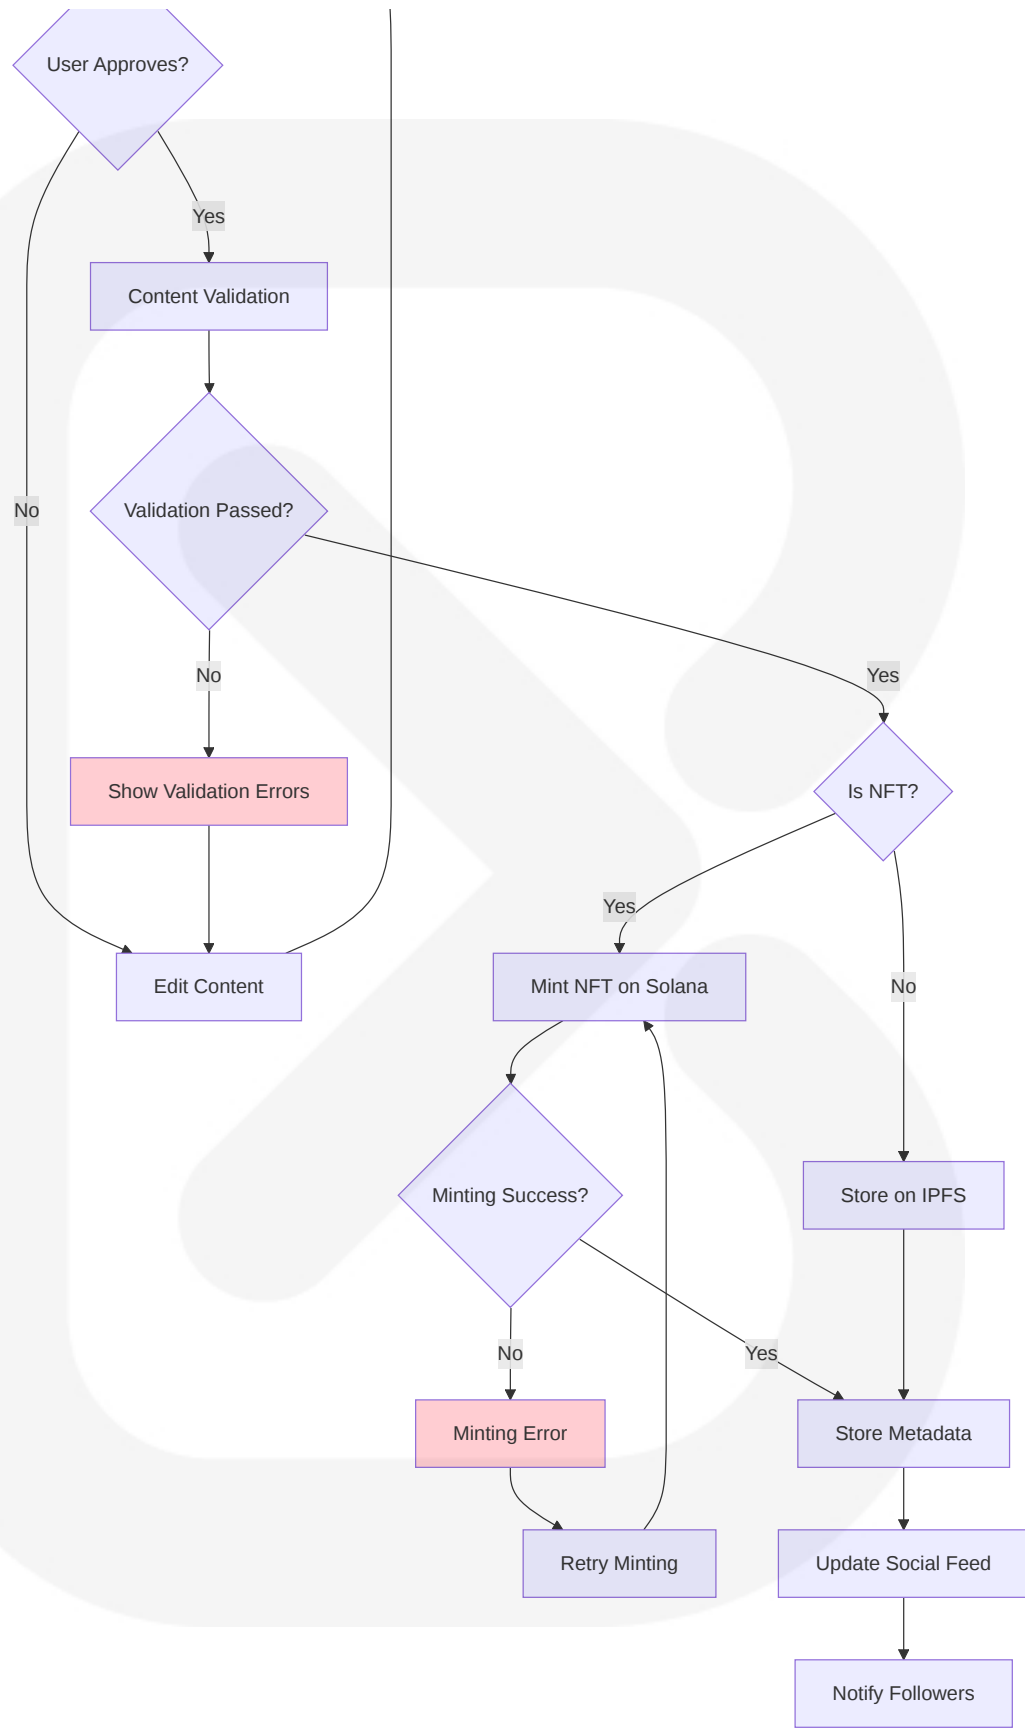 User Approves?
Yes
Content Validation
No
Validation Passed?
No
Yes
Show Validation Errors
Is NFT?
Yes
Edit Content
Mint NFT on Solana
No
Minting Success?
Store on IPFS
No
Yes
Minting Error
Store Metadata
Retry Minting
Update Social Feed
Notify Followers